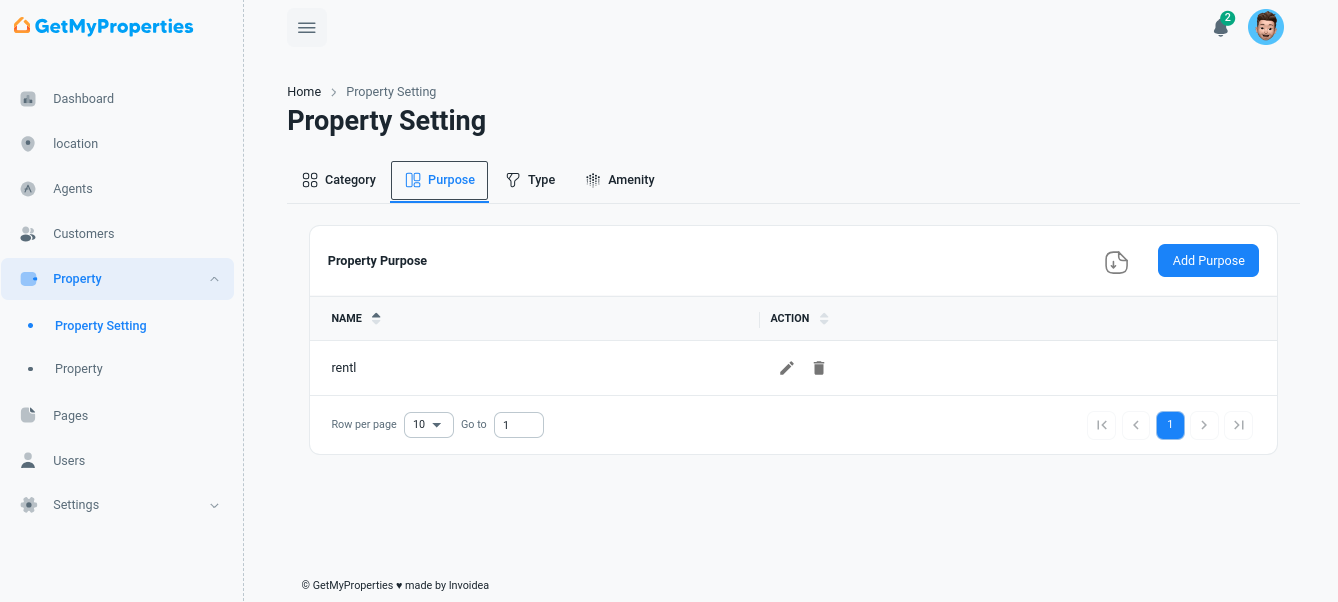 GetMyProperties
2
Dashboard
location
Agents
Customers
Property
Property Setting
Property
Pages
Users
Settings
Home > Property Setting
Property Setting
Category Purpose Type Amenity
Property Purpose Add Purpose
NAME ACTION
rentl
Row per page 10 Go to 1 1
© GetMyProperties ♥ made by Invoidea